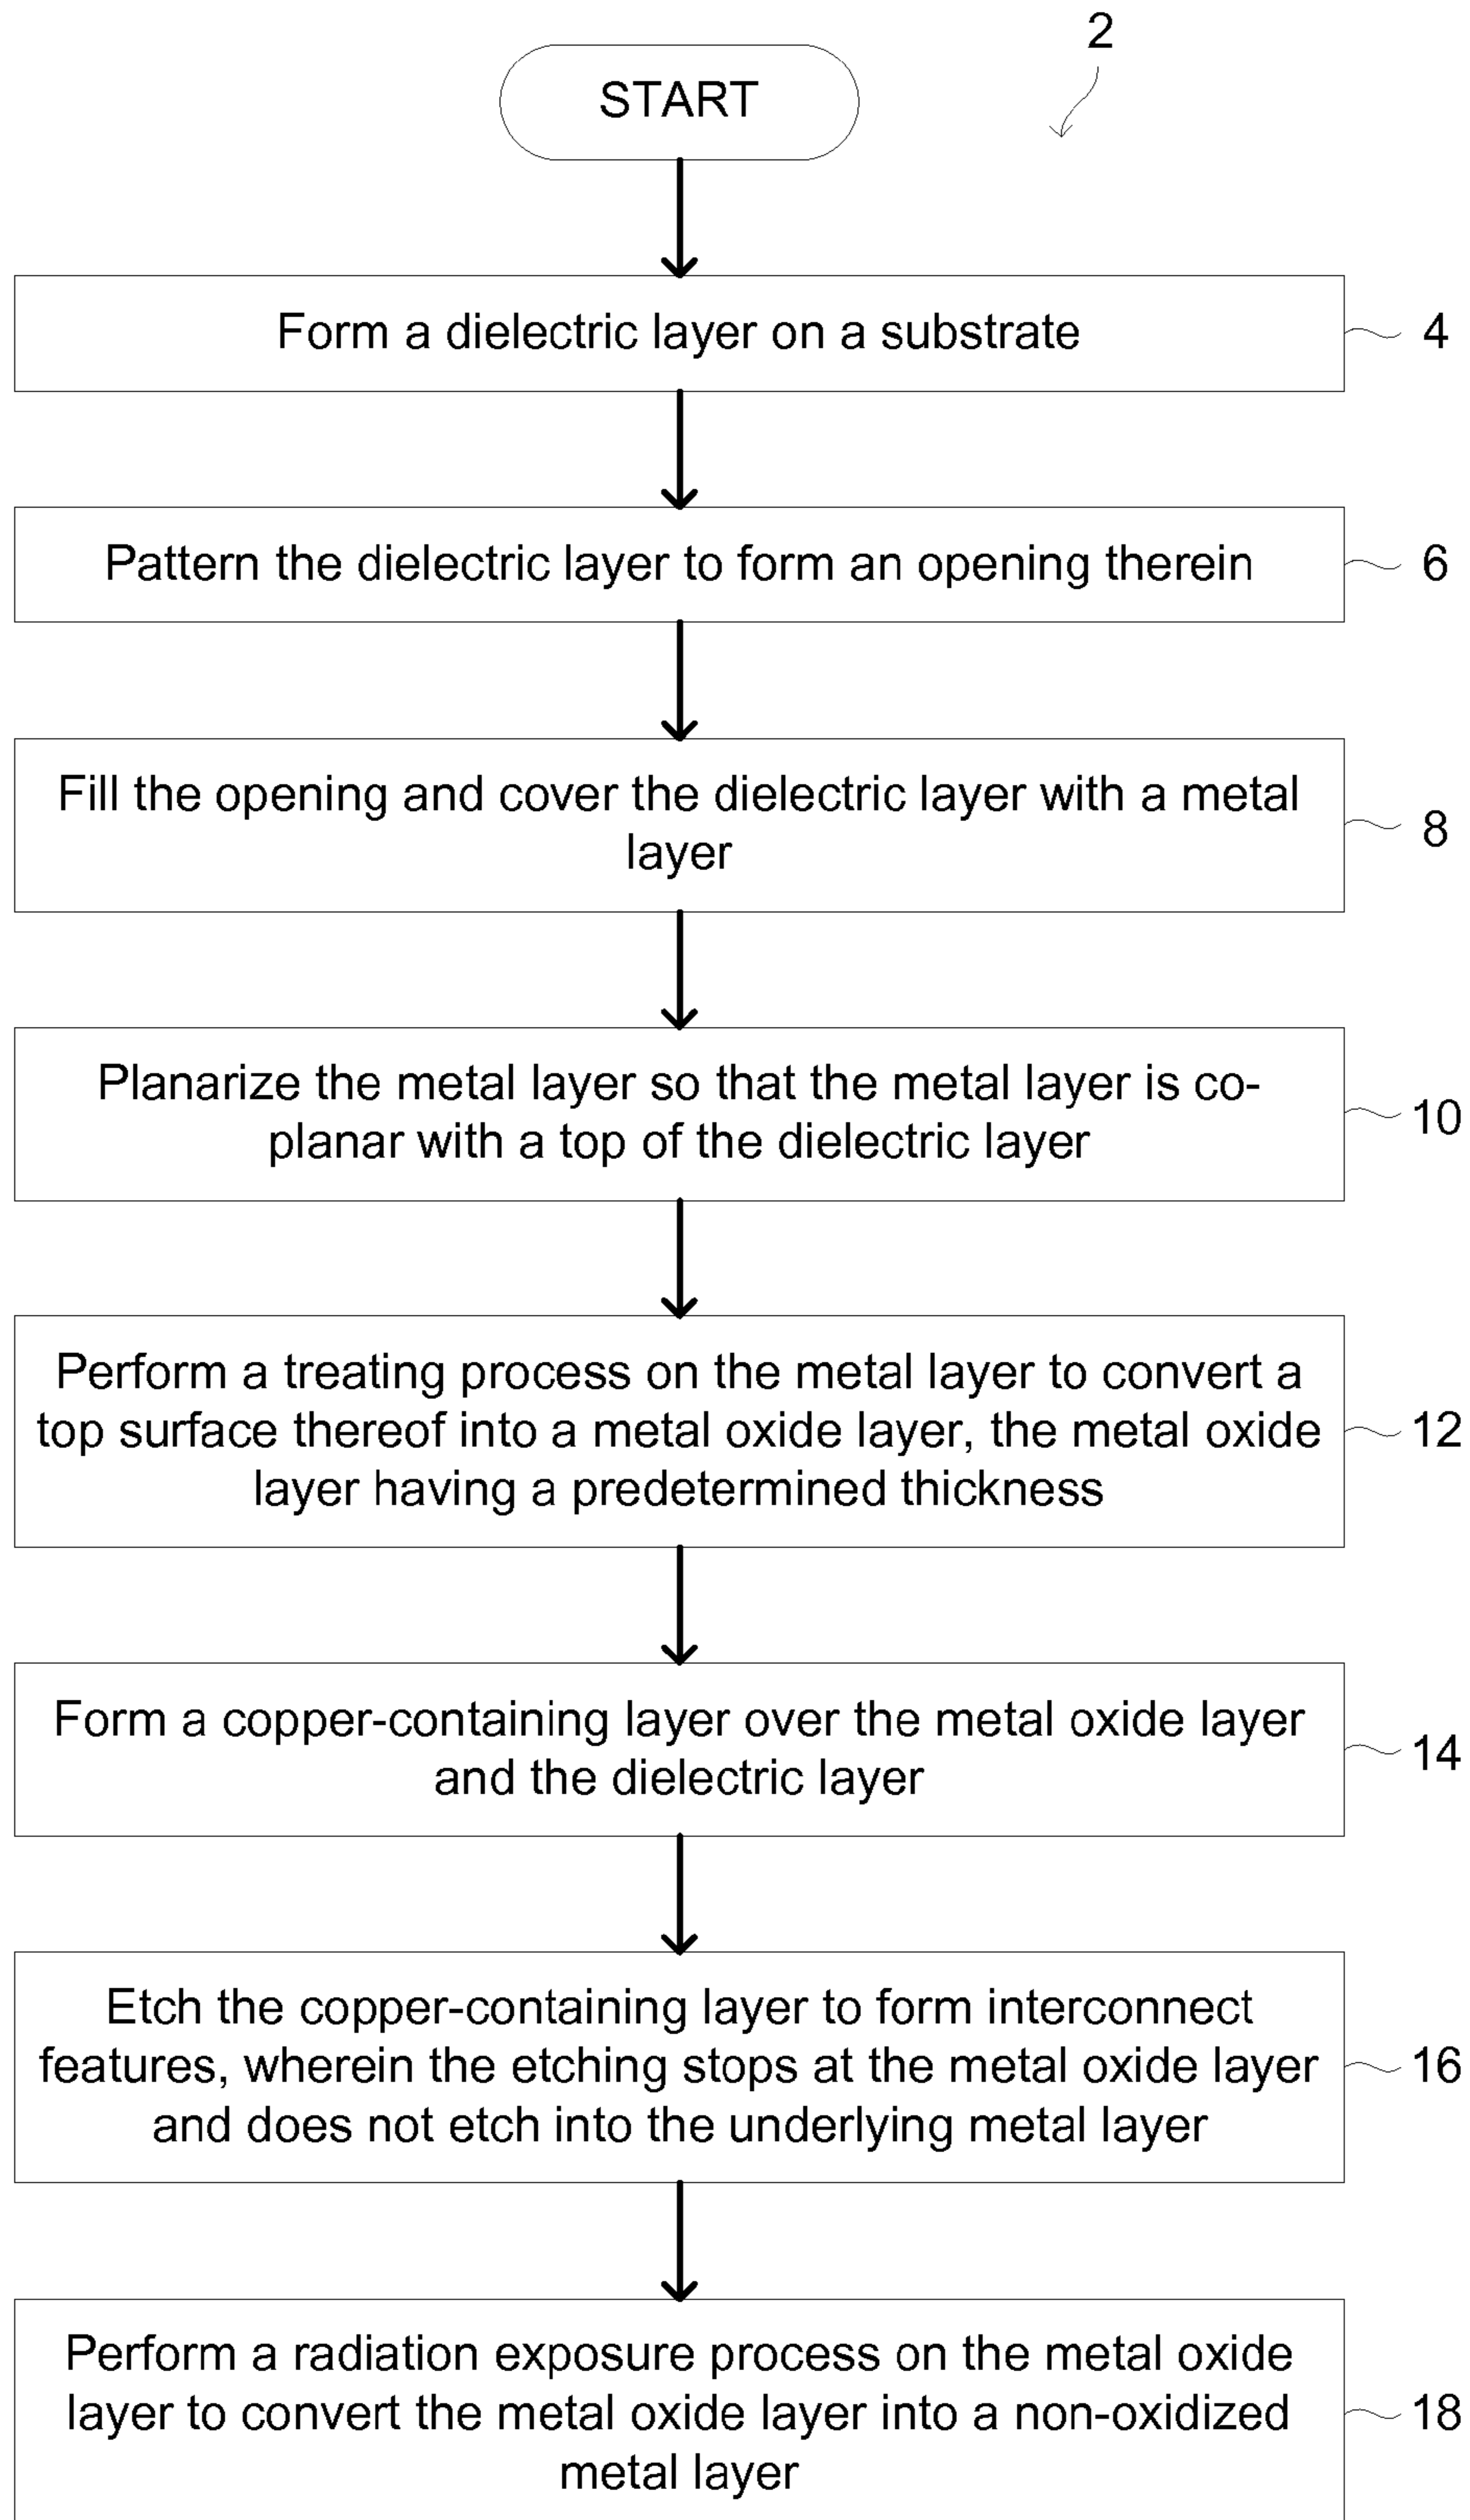 2
START
Form a dielectric layer on a substrate
4
Pattern the dielectric layer to form an opening therein
6
Fill the opening and cover the dielectric layer with a metal
layer
8
Planarize the metal layer so that the metal layer is co-
planar with a top of the dielectric layer
10
Perform a treating process on the metal layer to convert a
top surface thereof into a metal oxide layer, the metal oxide
layer having a predetermined thickness
12
Form a copper-containing layer over the metal oxide layer
and the dielectric layer
14
Etch the copper-containing layer to form interconnect
features, wherein the etching stops at the metal oxide layer
and does not etch into the underlying metal layer
16
Perform a radiation exposure process on the metal oxide
layer to convert the metal oxide layer into a non-oxidized
metal layer
18